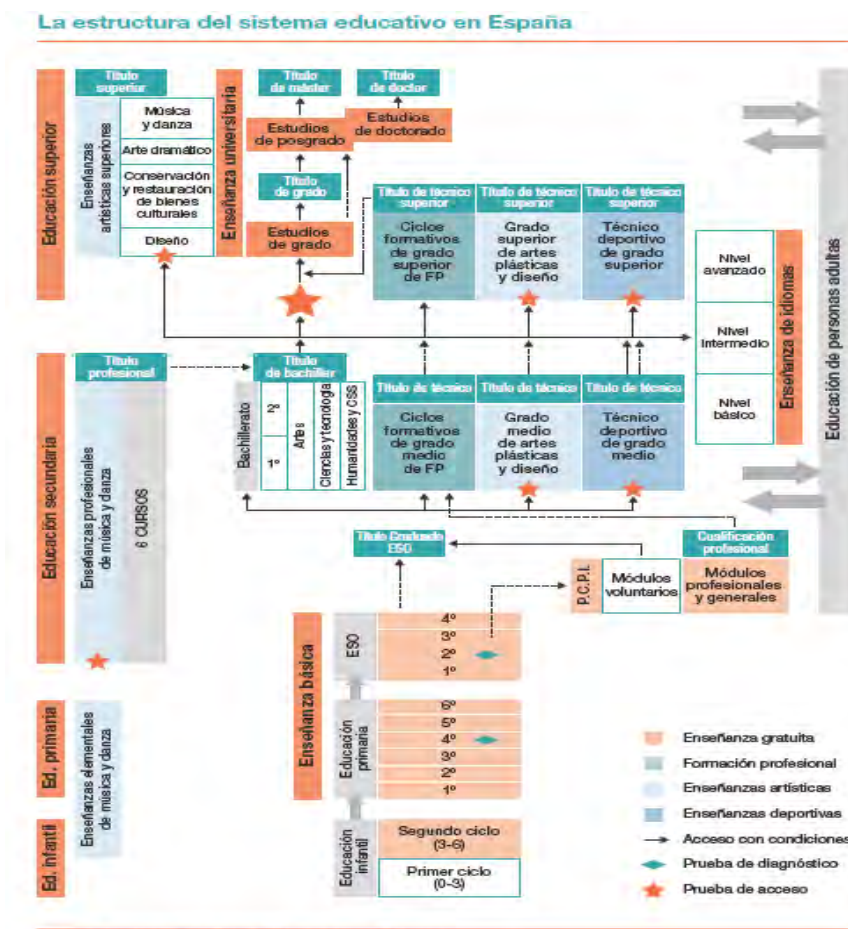 La estructura del sistema educativo en España
Educación superior
Título
superior
Enseñanzas
artísticas superiores
Música
y danza
Arte dramático
Conservación
y restauración
de bienes
culturales
Diseño
Enseñanza universitaria
Título
de máster
Título
de doctor
Estudios
de posgrado
Estudios
de doctorado
Título
de grado
Estudios
de grado
Título de técnico
superior
Ciclos
formativos
de grado
superior
de FP
Título de técnico
superior
Grado
superior
de artes
plásticas
y diseño
Título de técnico
superior
Técnico
deportivo
de grado
superior
Nivel
avanzado
Nivel
intermedio
Nivel
básico
Enseñanza de idiomas
Educación de personas adultas
Educación secundaria
Título
profesional
Enseñanzas profesionales
de música y danza
6 CURSOS
Título
de bachiller
Bachillerato
2º
1º
Artes
Ciencias y tecnología
Humanidades y CSS
Título de técnico
Ciclos
formativos
de grado
medio
de FP
Título de técnico
Grado
medio
de artes
plásticas
y diseño
Título de técnico
Técnico
deportivo
de grado
medio
Título Graduado
ESO
Cualificación
profesional
P.C.P.I.
Módulos
voluntarios
Módulos
profesionales
y generales
Enseñanza básica
ESO
4º
3º
2º
1º
Ed. primaria
Enseñanzas elementales
de música y danza
Educación
primaria
6º
5º
4º
3º
2º
1º
Ed. infantil
Educación
infantil
Segundo ciclo
(3-6)
Primer ciclo
(0-3)
Enseñanza gratuita
Formación profesional
Enseñanzas artísticas
Enseñanzas deportivas
Acceso con condiciones
Prueba de diagnóstico
Prueba de acceso